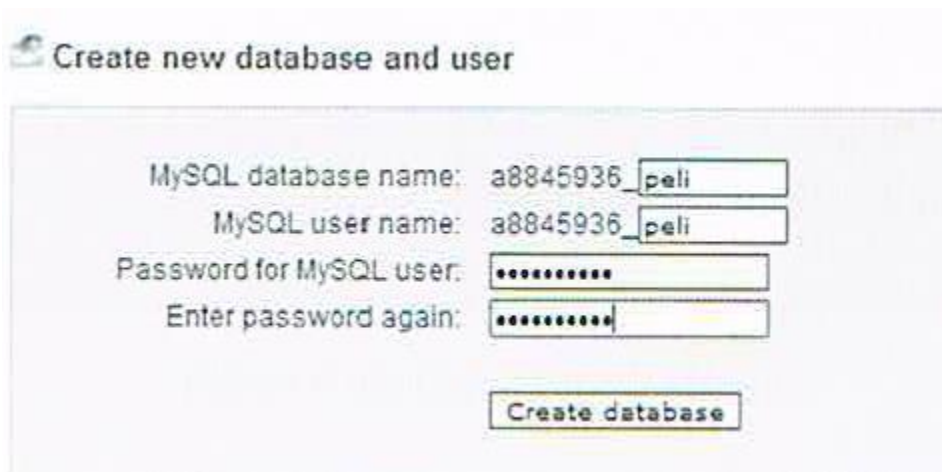 Create new database and user
MySQL database name: a8845936_peli
MySQL user name: a8845936_peli
Password for MySQL user: ••••••••••
Enter password again: ••••••••••
Create database